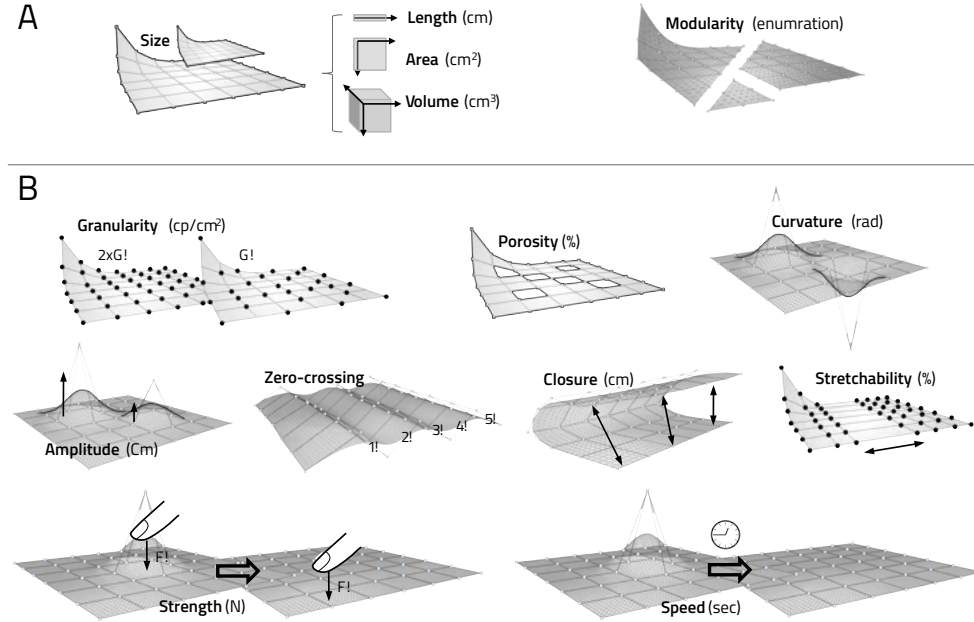 A
Size
Length (cm)
Area (cm²)
Volume (cm³)
Modularity (enumration)
B
Granularity (cp/cm²)
2xG!
G!
Porosity (%)
Curvature (rad)
Amplitude (Cm)
Zero-crossing
1!
2!
3!
4!
5!
Closure (cm)
Stretchability (%)
F!
F!
Strength (N)
Speed (sec)